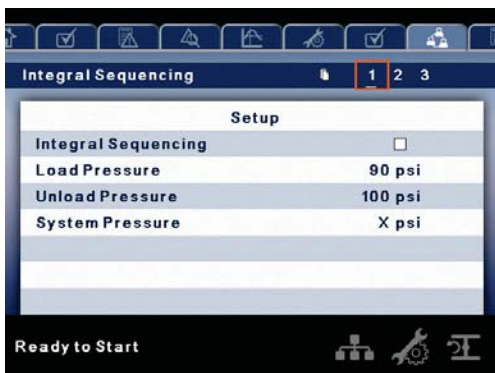 Integral Sequencing 1 2 3
Setup
Integral Sequencing
Load Pressure 90 psi
Unload Pressure 100 psi
System Pressure X psi
Ready to Start